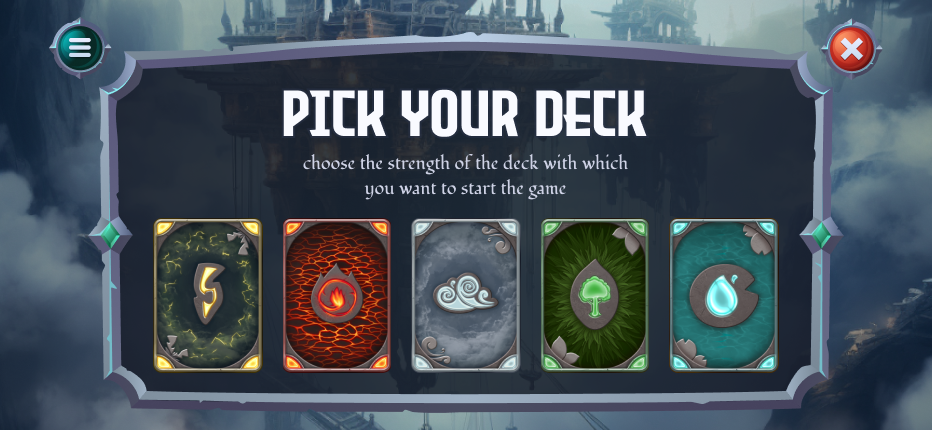 PICK YOUR DECK
choose the strength of the deck with which
you want to start the game